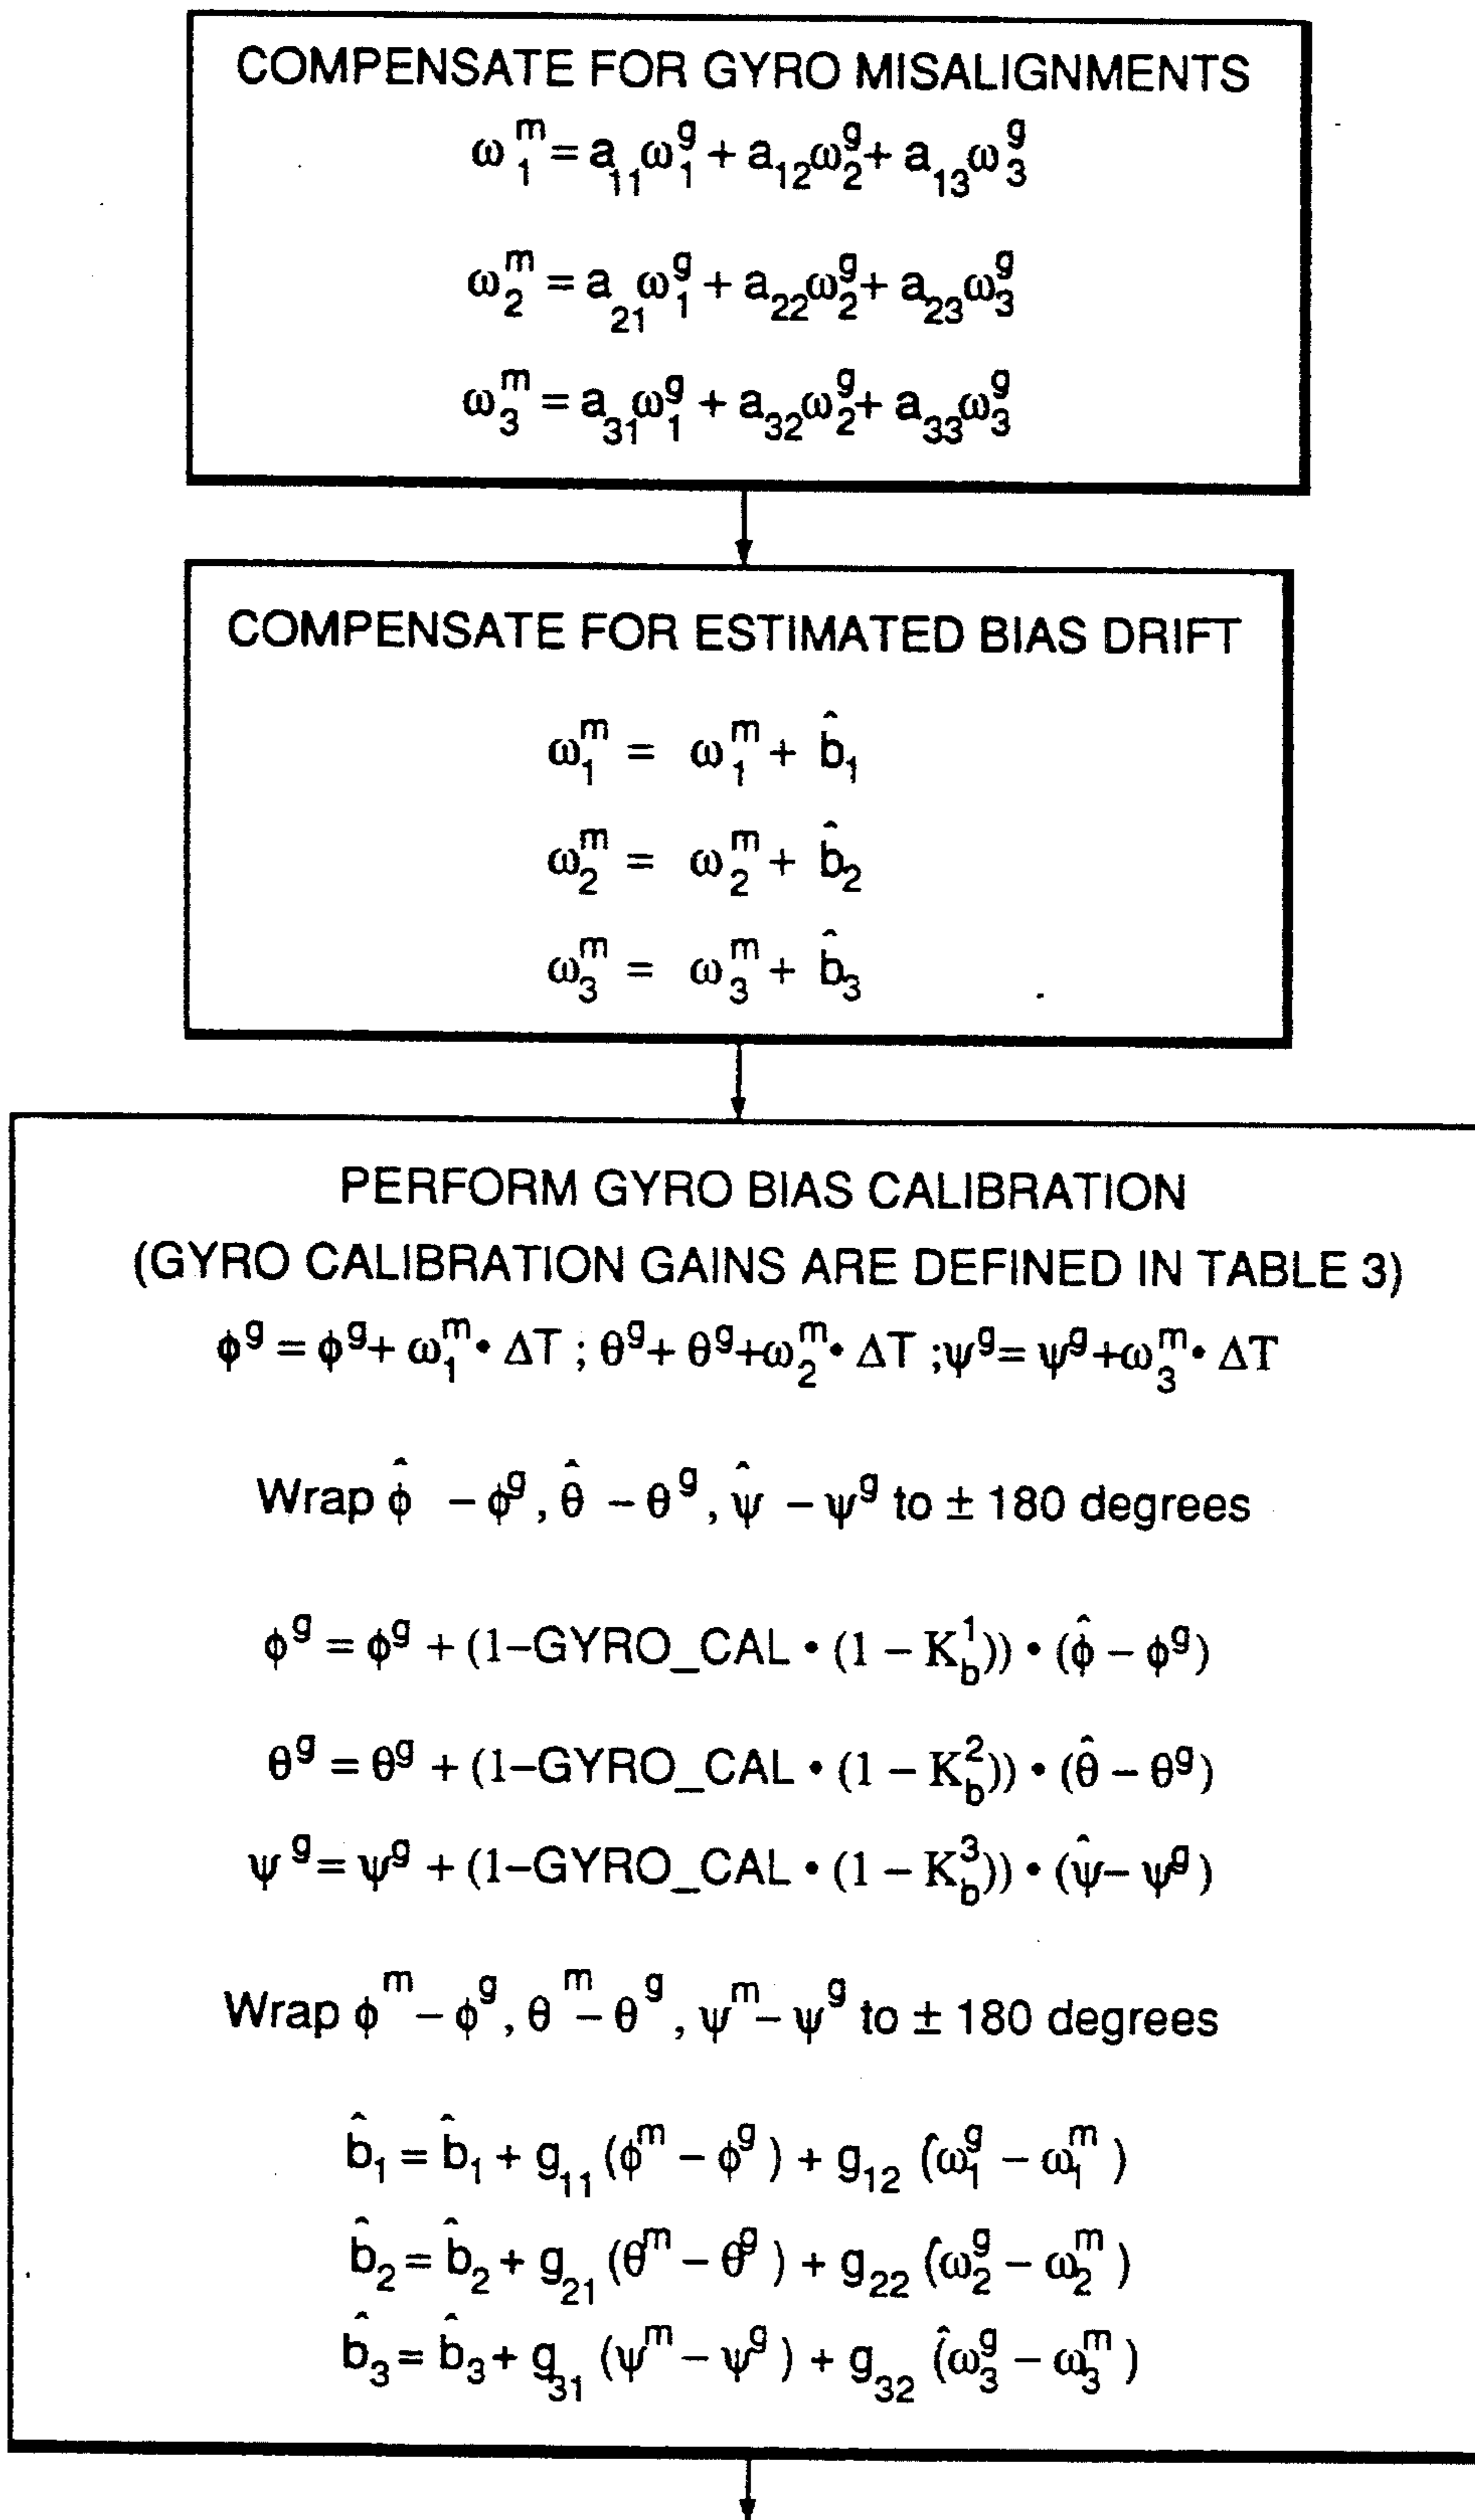 COMPENSATE FOR GYRO MISALIGNMENTS
ω₁ᵐ = a₁₁ω₁ᵍ + a₁₂ω₂ᵍ + a₁₃ω₃ᵍ
ω₂ᵐ = a₂₁ω₁ᵍ + a₂₂ω₂ᵍ + a₂₃ω₃ᵍ
ω₃ᵐ = a₃₁ω₁ᵍ + a₃₂ω₂ᵍ + a₃₃ω₃ᵍ
COMPENSATE FOR ESTIMATED BIAS DRIFT
ω₁ᵐ = ω₁ᵐ + b̂₁
ω₂ᵐ = ω₂ᵐ + b̂₂
ω₃ᵐ = ω₃ᵐ + b̂₃
PERFORM GYRO BIAS CALIBRATION
(GYRO CALIBRATION GAINS ARE DEFINED IN TABLE 3)
ϕᵍ = ϕᵍ + ω₁ᵐ • ΔT ; θᵍ + θᵍ + ω₂ᵐ • ΔT ; ψᵍ = ψᵍ + ω₃ᵐ • ΔT
Wrap ϕ̂ – ϕᵍ, θ̂ – θᵍ, ψ̂ – ψᵍ to ± 180 degrees
ϕᵍ = ϕᵍ + (1–GYRO_CAL • (1 – K_b¹)) • (ϕ̂ – ϕᵍ)
θᵍ = θᵍ + (1–GYRO_CAL • (1 – K_b²)) • (θ̂ – θᵍ)
ψᵍ = ψᵍ + (1–GYRO_CAL • (1 – K_b³)) • (ψ̂ – ψᵍ)
Wrap ϕᵐ – ϕᵍ, θᵐ – θᵍ, ψᵐ – ψᵍ to ± 180 degrees
b̂₁ = b̂₁ + g₁₁ (ϕᵐ – ϕᵍ) + g₁₂ (ω̂₁ᵍ – ω₁ᵐ)
b̂₂ = b̂₂ + g₂₁ (θᵐ – θᵍ) + g₂₂ (ω̂₂ᵍ – ω₂ᵐ)
b̂₃ = b̂₃ + g₃₁ (ψᵐ – ψᵍ) + g₃₂ (ω̂₃ᵍ – ω₃ᵐ)